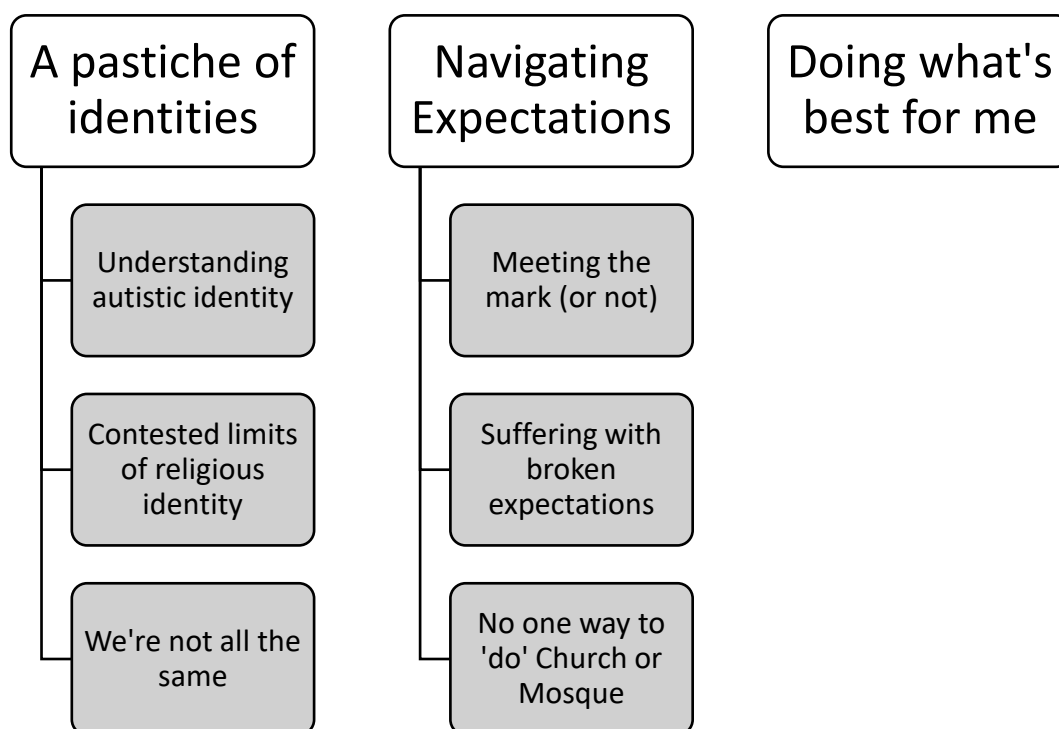 A pastiche of
identities
Understanding
autistic identity
Contested limits
of religious
identity
We're not all the
same
Navigating
Expectations
Meeting the
mark (or not)
Suffering with
broken
expectations
No one way to
'do' Church or
Mosque
Doing what's
best for me